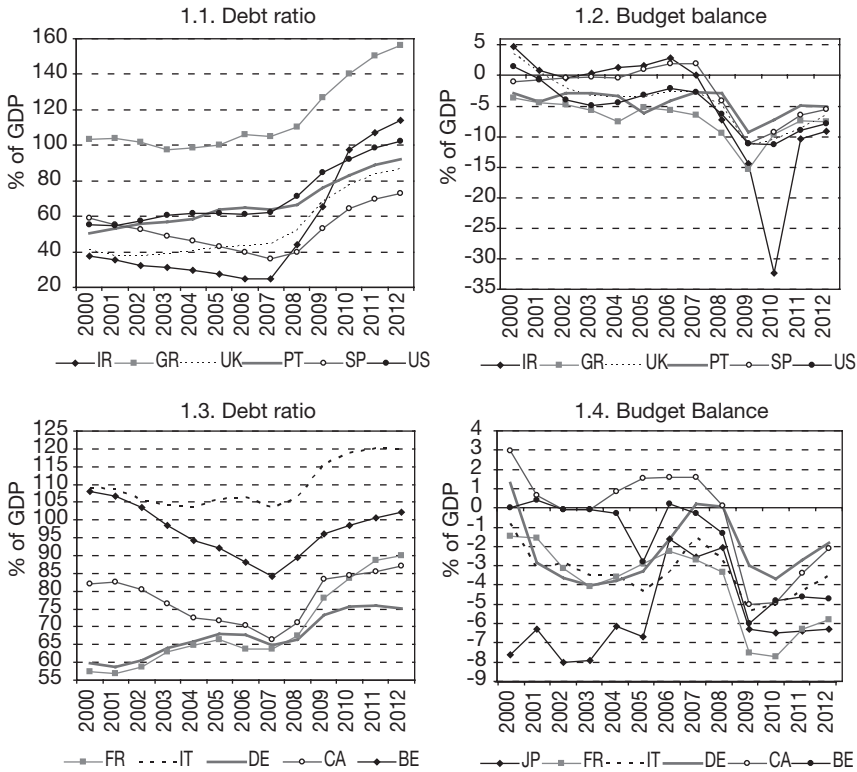 1.1. Debt ratio
% of GDP
160
140
120
100
80
60
40
20
2000 2001 2002 2003 2004 2005 2006 2007 2008 2009 2010 2011 2012
IR GR UK PT SP US
1.2. Budget balance
% of GDP
5
0
-5
-10
-15
-20
-25
-30
-35
2000 2001 2002 2003 2004 2005 2006 2007 2008 2009 2010 2011 2012
IR GR UK PT SP US
1.3. Debt ratio
% of GDP
125
120
115
110
105
100
95
90
85
80
75
70
65
60
55
2000 2001 2002 2003 2004 2005 2006 2007 2008 2009 2010 2011 2012
FR IT DE CA BE
1.4. Budget Balance
% of GDP
4
3
2
1
0
-1
-2
-3
-4
-5
-6
-7
-8
-9
2000 2001 2002 2003 2004 2005 2006 2007 2008 2009 2010 2011 2012
JP FR IT DE CA BE